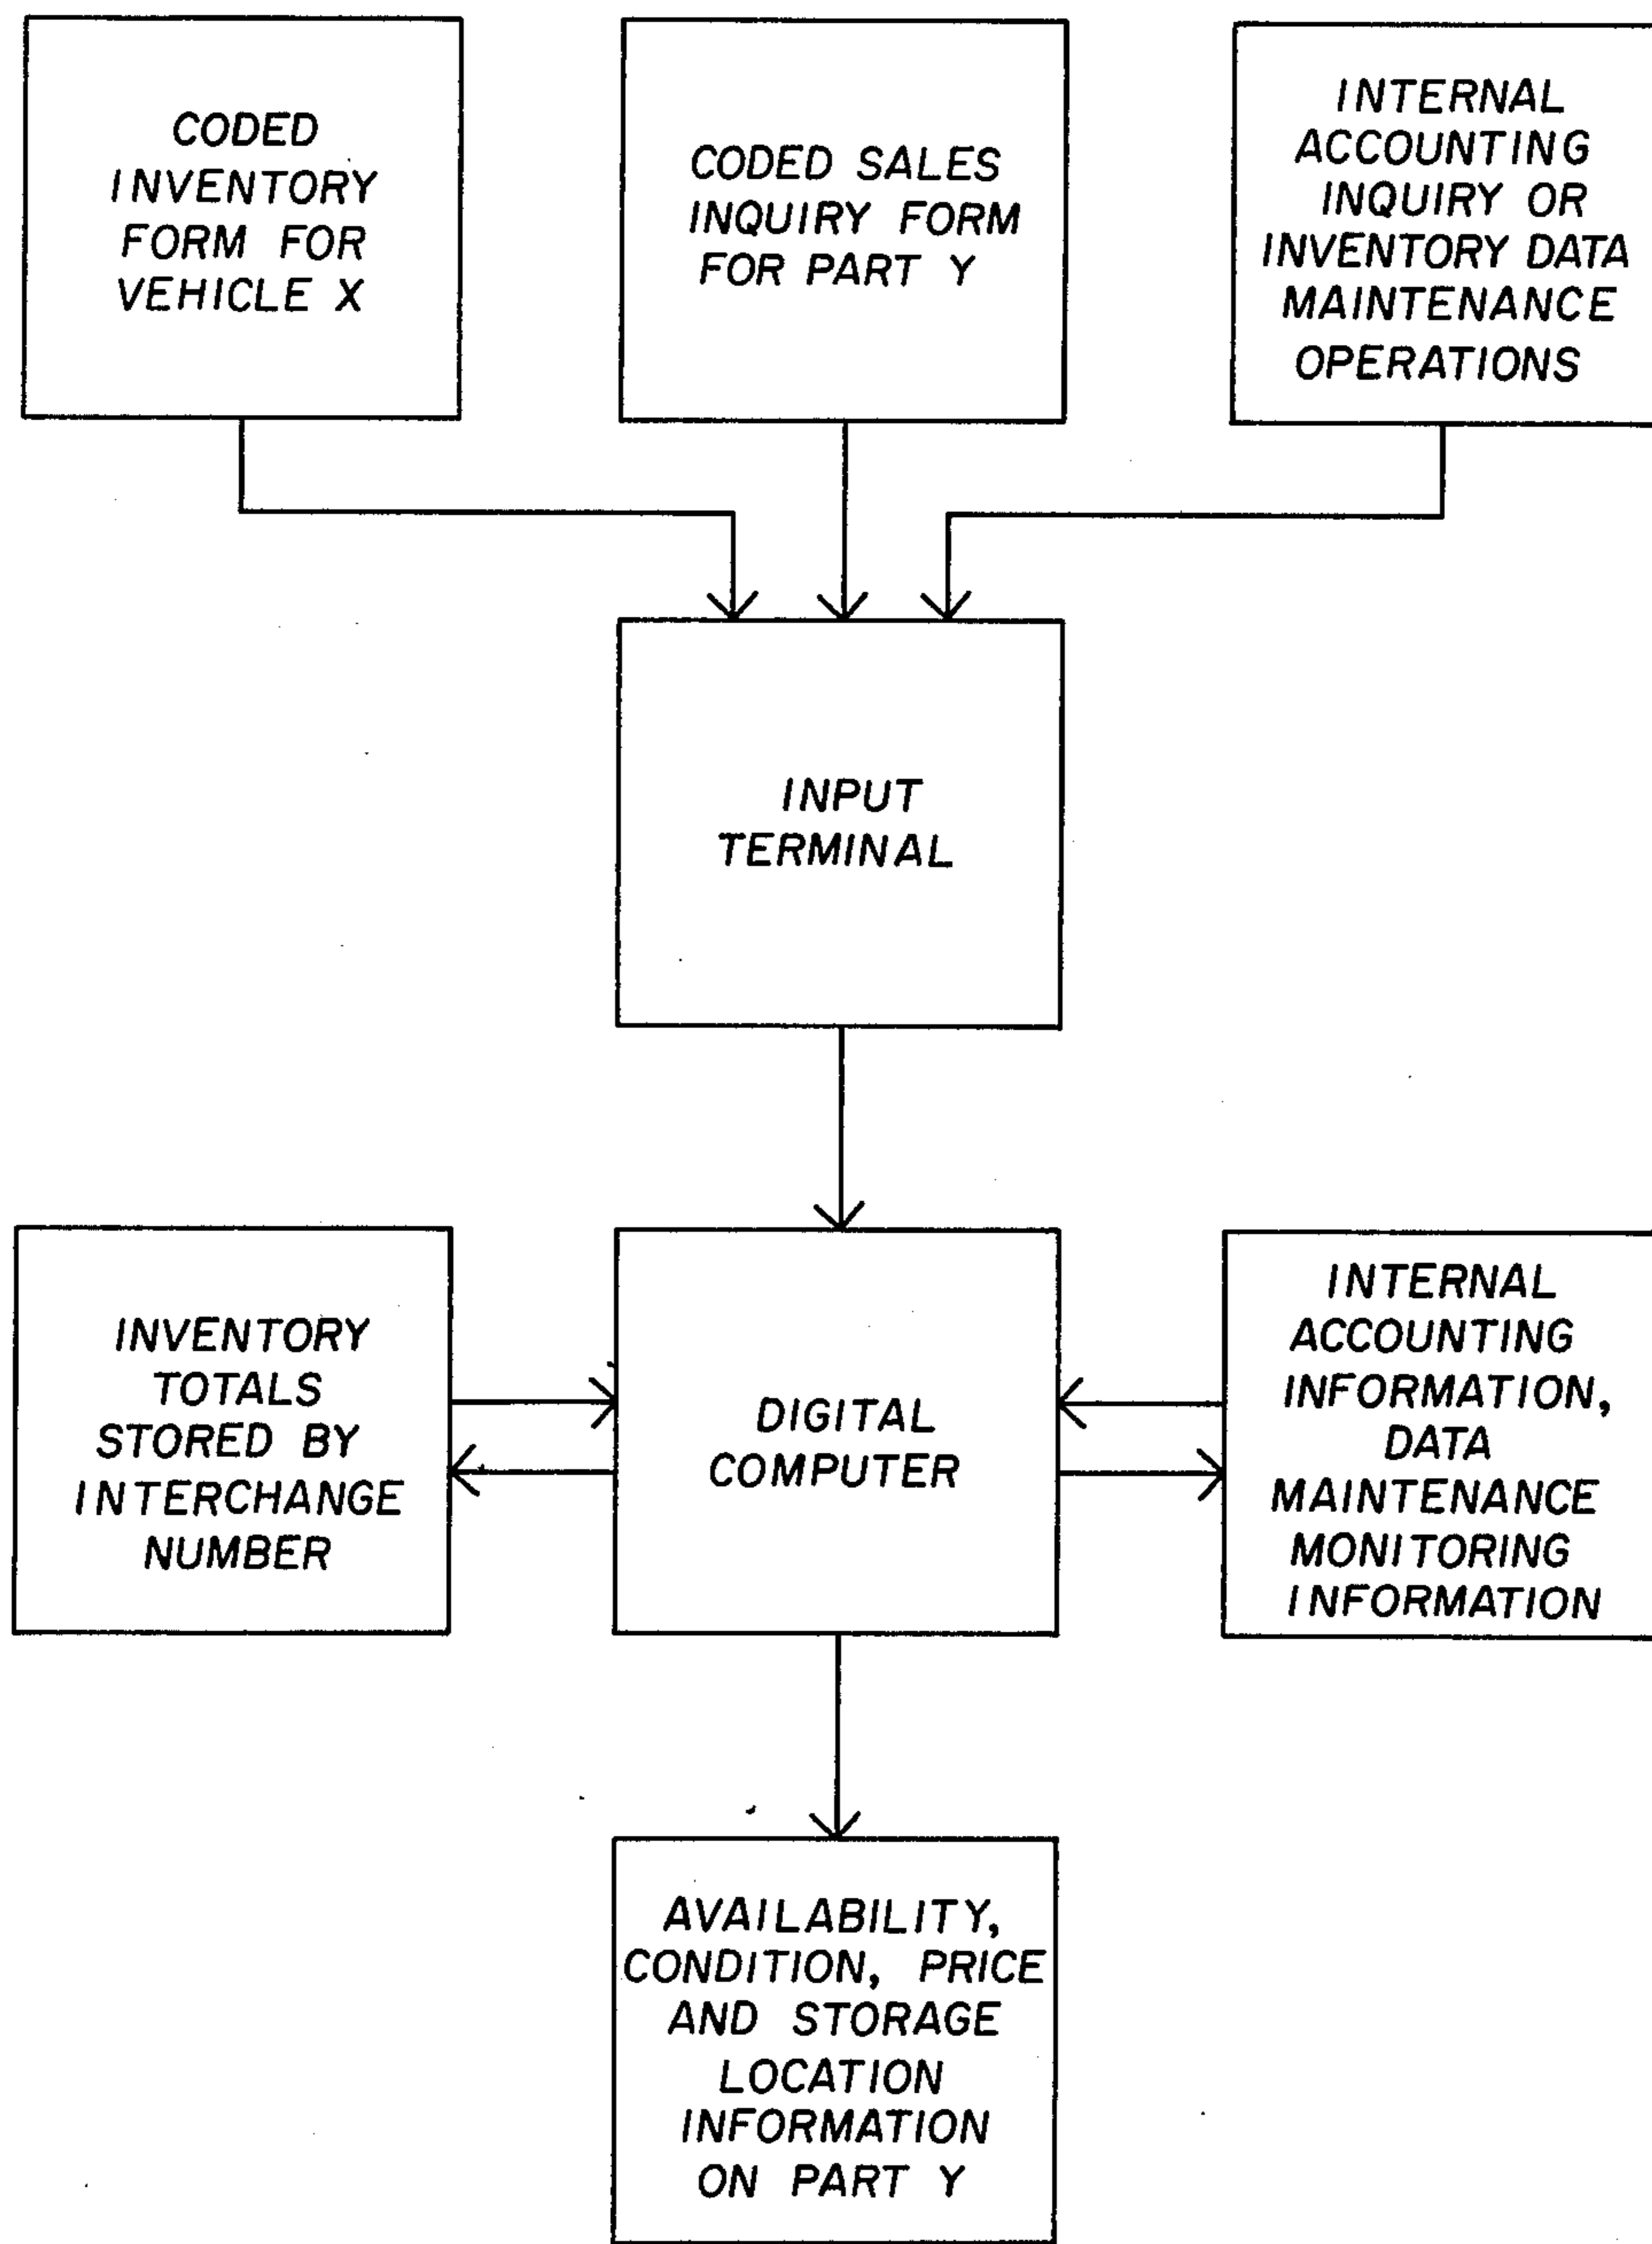 CODED
INVENTORY
FORM FOR
VEHICLE X
CODED SALES
INQUIRY FORM
FOR PART Y
INTERNAL
ACCOUNTING
INQUIRY OR
INVENTORY DATA
MAINTENANCE
OPERATIONS
INPUT
TERMINAL
INVENTORY
TOTALS
STORED BY
INTERCHANGE
NUMBER
DIGITAL
COMPUTER
INTERNAL
ACCOUNTING
INFORMATION,
DATA
MAINTENANCE
MONITORING
INFORMATION
AVAILABILITY,
CONDITION, PRICE
AND STORAGE
LOCATION
INFORMATION
ON PART Y